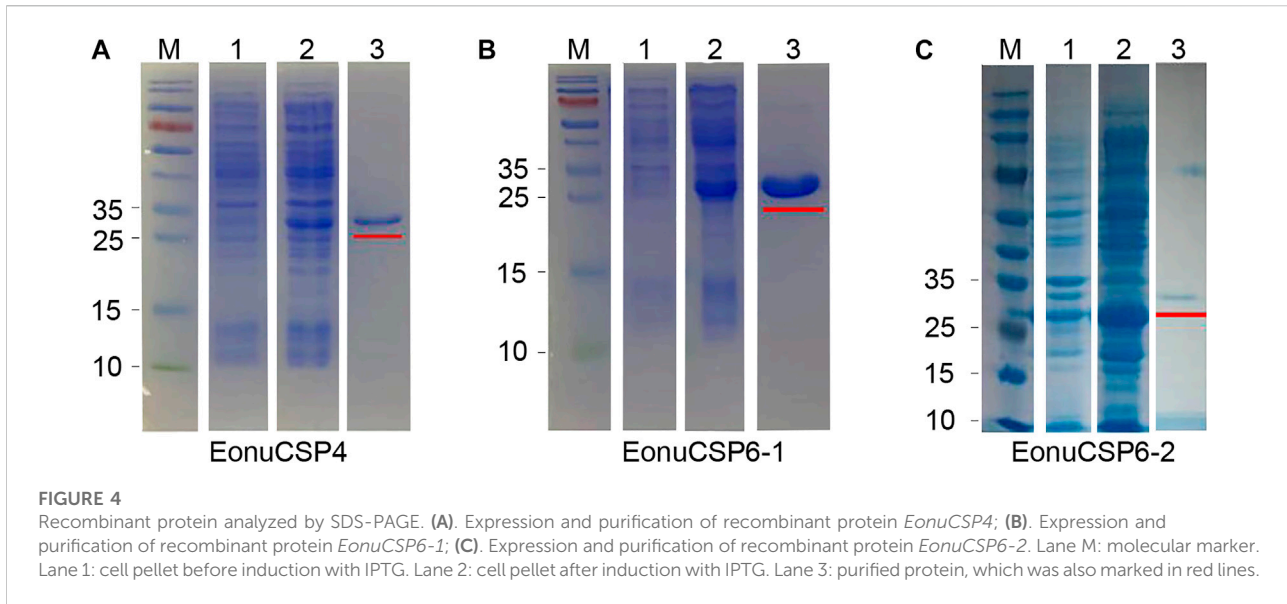 A M 1 2 3
35
25
15
10
EonuCSP4
B M 1 2 3
35
25
15
10
EonuCSP6-1
C M 1 2 3
35
25
15
10
EonuCSP6-2
FIGURE 4
Recombinant protein analyzed by SDS-PAGE. (A). Expression and purification of recombinant protein EonuCSP4; (B). Expression and
purification of recombinant protein EonuCSP6-1; (C). Expression and purification of recombinant protein EonuCSP6-2. Lane M: molecular marker.
Lane 1: cell pellet before induction with IPTG. Lane 2: cell pellet after induction with IPTG. Lane 3: purified protein, which was also marked in red lines.